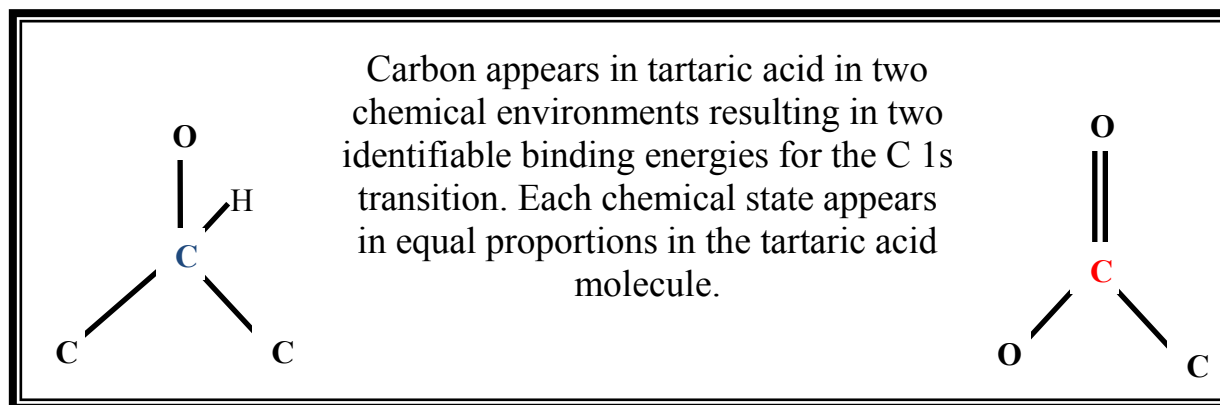 Carbon appears in tartaric acid in two
chemical environments resulting in two
identifiable binding energies for the C 1s
transition. Each chemical state appears
in equal proportions in the tartaric acid
molecule.
O
H
C
C
C
O
C
O
C